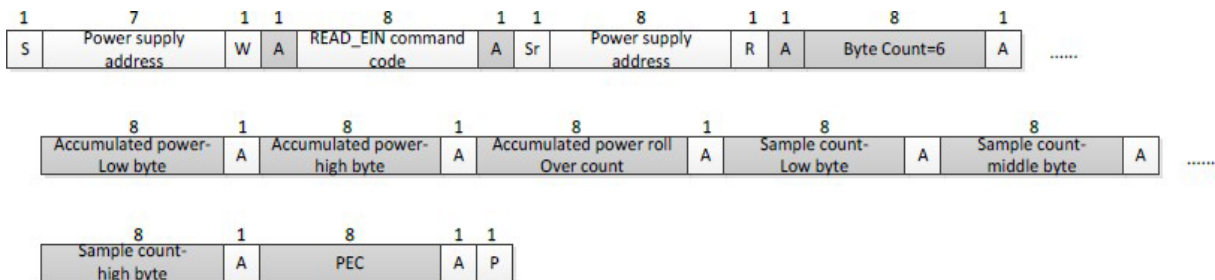 1 7 1 1 8 1 1 8 1 1 8 1
S Power supply address W A READ_EIN command code A Sr Power supply address R A Byte Count=6 A ......
8 1 8 1 8 1 8 8
Accumulated power-Low byte A Accumulated power-high byte A Accumulated power roll Over count A Sample count-Low byte A Sample count-middle byte A ......
8 1 8 1 1
Sample count-high byte A PEC A P